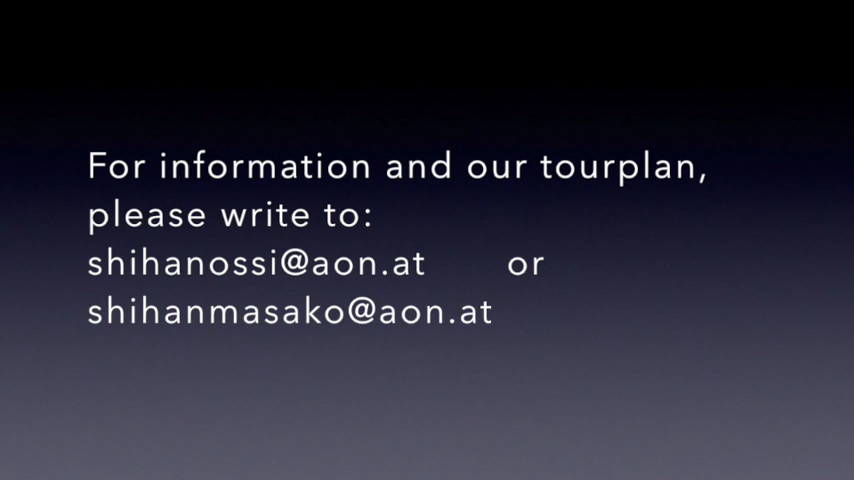 For information and our tourplan,
please write to:
shihanossi@aon.at or
shihanmasako@aon.at